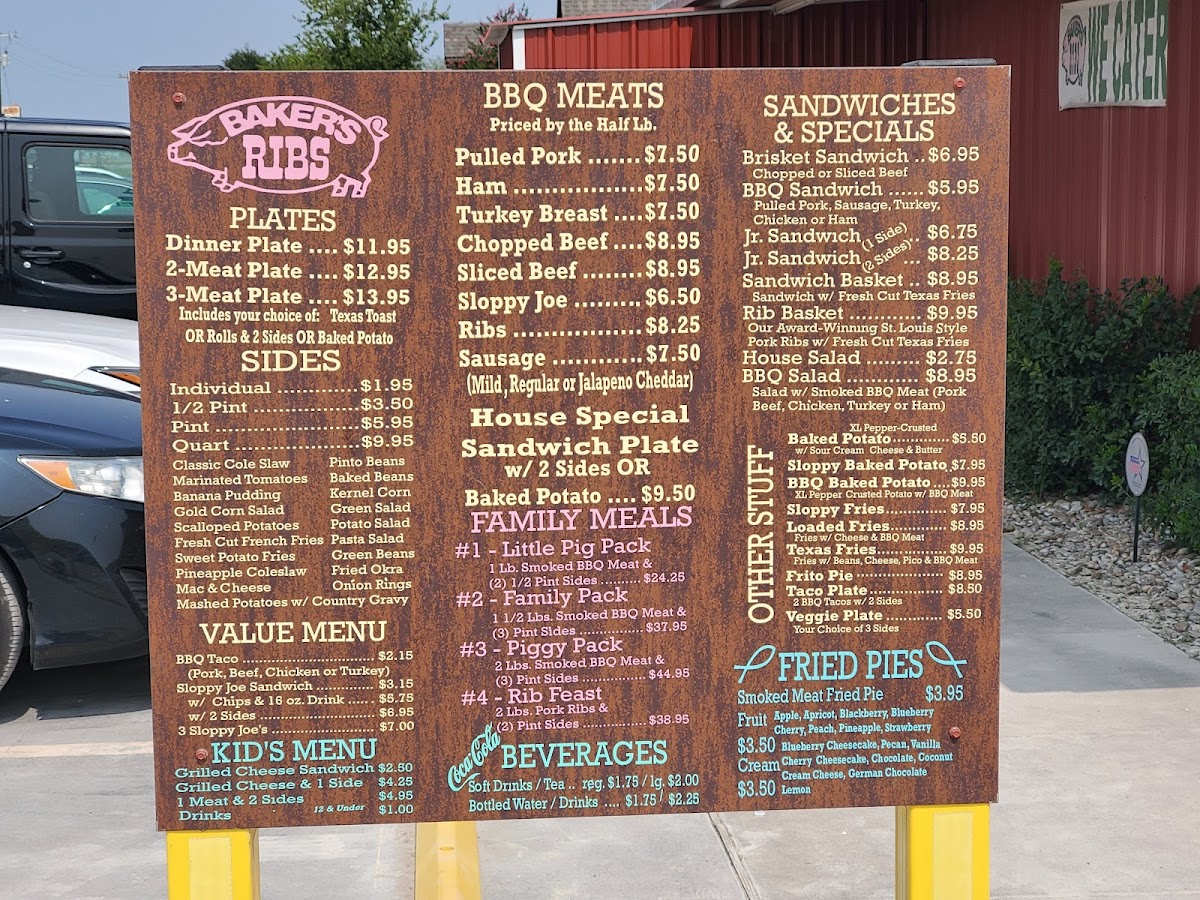 BAKER'S
RIBS
PLATES
Dinner Plate .... $11.95
2-Meat Plate .... $12.95
3-Meat Plate .... $13.95
Includes your choice of: Texas Toast
OR Rolls & 2 Sides OR Baked Potato
SIDES
Individual ............. $1.95
1/2 Pint ................. $3.50
Pint ....................... $5.95
Quart .................... $9.95
Classic Cole Slaw
Marinated Tomatoes
Banana Pudding
Gold Corn Salad
Scalloped Potatoes
Fresh Cut French Fries
Sweet Potato Fries
Pineapple Coleslaw
Mac & Cheese
Mashed Potatoes w/ Country Gravy
Pinto Beans
Baked Beans
Kernel Corn
Green Salad
Potato Salad
Pasta Salad
Green Beans
Fried Okra
Onion Rings
VALUE MENU
BBQ Taco ................................ $2.15
(Pork, Beef, Chicken or Turkey)
Sloppy Joe Sandwich .............. $3.15
w/ Chips & 16 oz. Drink ...... $5.75
w/ 2 Sides ............................ $6.95
3 Sloppy Joe's ......................... $7.00
KID'S MENU
Grilled Cheese Sandwich $2.50
Grilled Cheese & 1 Side $4.25
1 Meat & 2 Sides $4.95
Drinks 12 & Under $1.00
BBQ MEATS
Priced by the Half Lb.
Pulled Pork ....... $7.50
Ham ................. $7.50
Turkey Breast .... $7.50
Chopped Beef .... $8.95
Sliced Beef ........ $8.95
Sloppy Joe ......... $6.50
Ribs ................. $8.25
Sausage ............ $7.50
(Mild, Regular or Jalapeno Cheddar)
House Special
Sandwich Plate
w/ 2 Sides OR
Baked Potato .... $9.50
FAMILY MEALS
#1 - Little Pig Pack
1 Lb. Smoked BBQ Meat &
(2) 1/2 Pint Sides .......... $24.25
#2 - Family Pack
1 1/2 Lbs. Smoked BBQ Meat &
(3) Pint Sides ................ $37.95
#3 - Piggy Pack
2 Lbs. Smoked BBQ Meat &
(3) Pint Sides ................ $44.95
#4 - Rib Feast
2 Lbs. Pork Ribs &
(2) Pint Sides ................ $38.95
Coca-Cola
BEVERAGES
Soft Drinks / Tea .. reg. $1.75 / lg. $2.00
Bottled Water / Drinks .... $1.75 / $2.25
SANDWICHES
& SPECIALS
Brisket Sandwich .. $6.95
Chopped or Sliced Beef
BBQ Sandwich ...... $5.95
Pulled Pork, Sausage, Turkey,
Chicken or Ham
Jr. Sandwich (1 Side) .. $6.75
Jr. Sandwich (2 Sides) ... $8.25
Sandwich Basket .. $8.95
Sandwich w/ Fresh Cut Texas Fries
Rib Basket ............ $9.95
Our Award-Winning St. Louis Style
Pork Ribs w/ Fresh Cut Texas Fries
House Salad ......... $2.75
BBQ Salad ............ $8.95
Salad w/ Smoked BBQ Meat (Pork
Beef, Chicken, Turkey or Ham)
OTHER STUFF
XL Pepper-Crusted
Baked Potato.............. $5.50
w/ Sour Cream Cheese & Butter
Sloppy Baked Potato. $7.95
BBQ Baked Potato .... $9.95
XL Pepper Crusted Potato w/ BBQ Meat
Sloppy Fries............... $7.95
Loaded Fries.............. $8.95
Fries w/ Cheese & BBQ Meat
Texas Fries................. $9.95
Fries w/ Beans, Cheese, Pico & BBQ Meat
Frito Pie ..................... $8.95
Taco Plate.................. $8.50
2 BBQ Tacos w/ 2 Sides
Veggie Plate .............. $5.50
Your Choice of 3 Sides
FRIED PIES
Smoked Meat Fried Pie $3.95
Fruit Apple, Apricot, Blackberry, Blueberry
Cherry, Peach, Pineapple, Strawberry
$3.50 Blueberry Cheesecake, Pecan, Vanilla
Cream Cherry Cheesecake, Chocolate, Coconut
Cream Cheese, German Chocolate
$3.50 Lemon
WE CATER